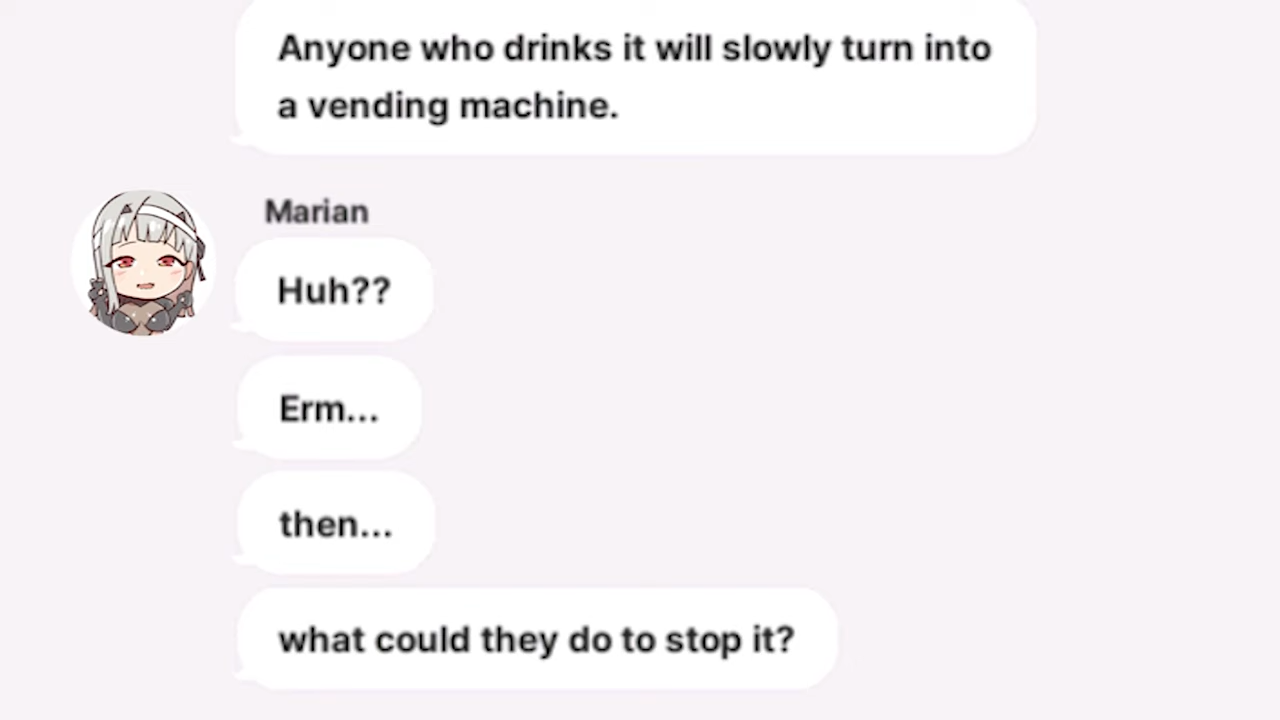 Anyone who drinks it will slowly turn into
a vending machine.
Marian
Huh??
Erm...
then...
what could they do to stop it?